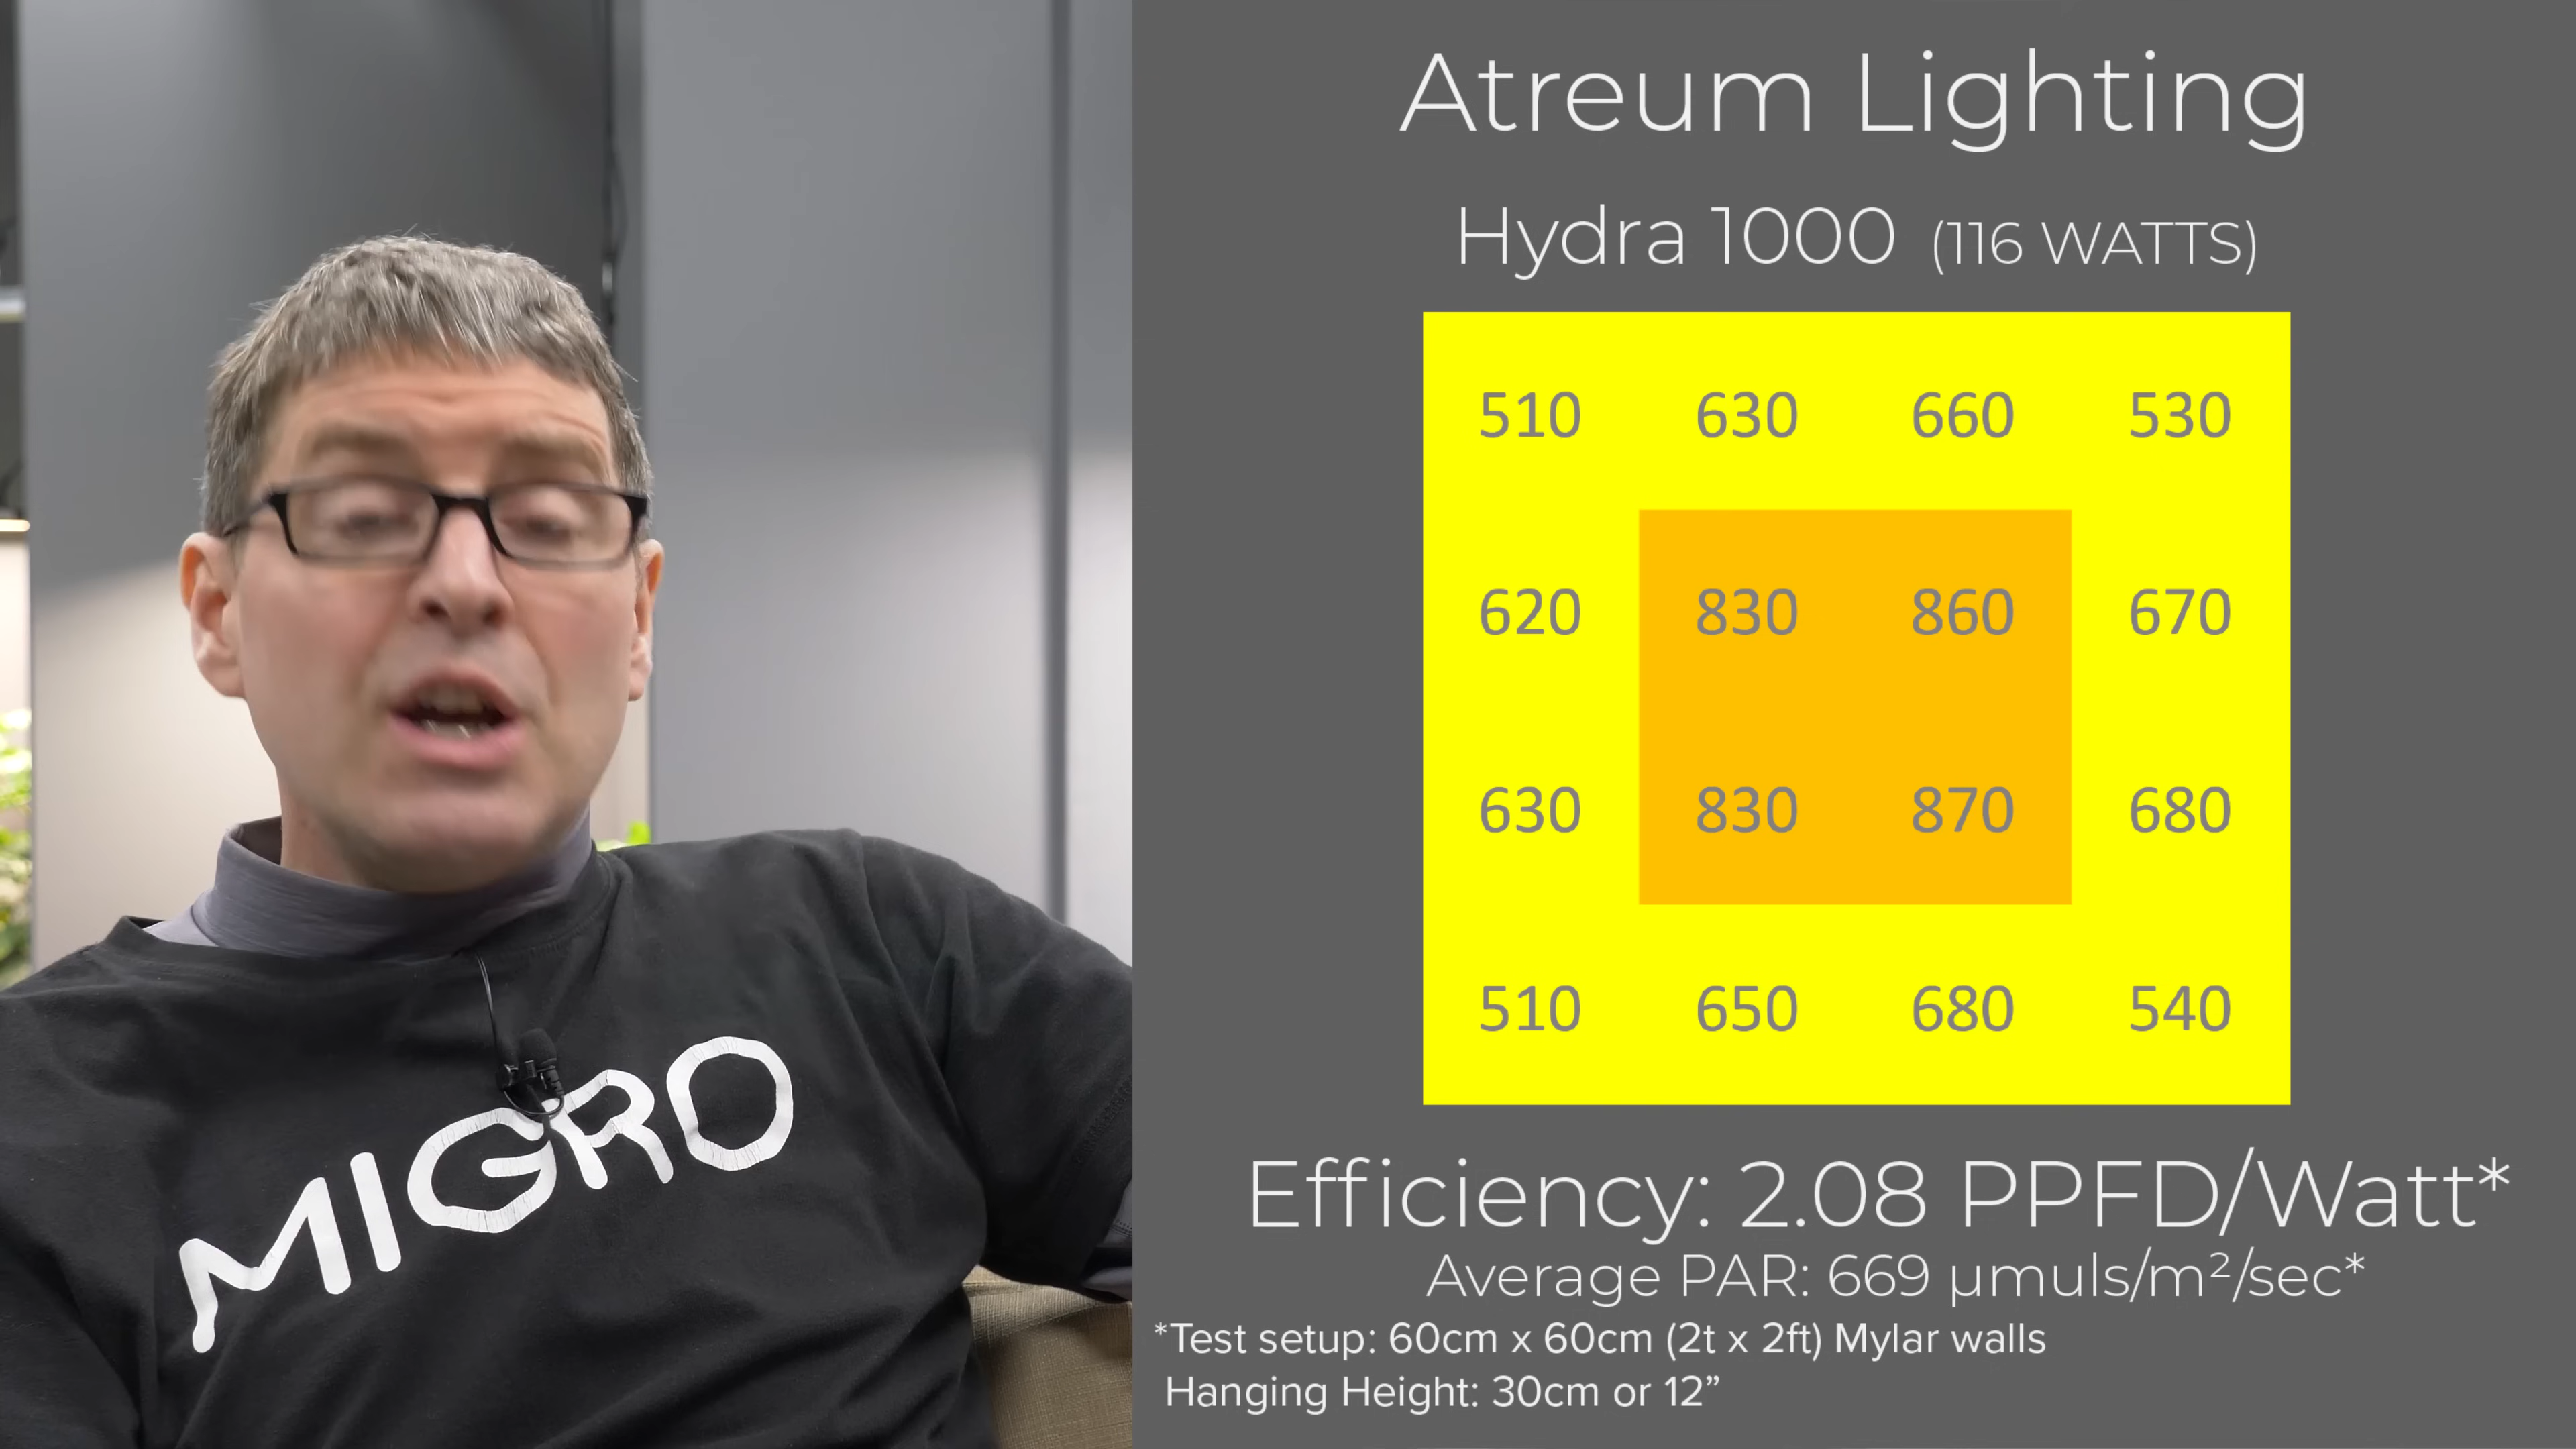 Atreum Lighting
Hydra 1000 (116 WATTS)
510 630 660 530
620 830 860 670
630 830 870 680
510 650 680 540
Efficiency: 2.08 PPFD/Watt*
Average PAR: 669 µmuls/m²/sec*
*Test setup: 60cm x 60cm (2t x 2ft) Mylar walls
Hanging Height: 30cm or 12”
MIGRO